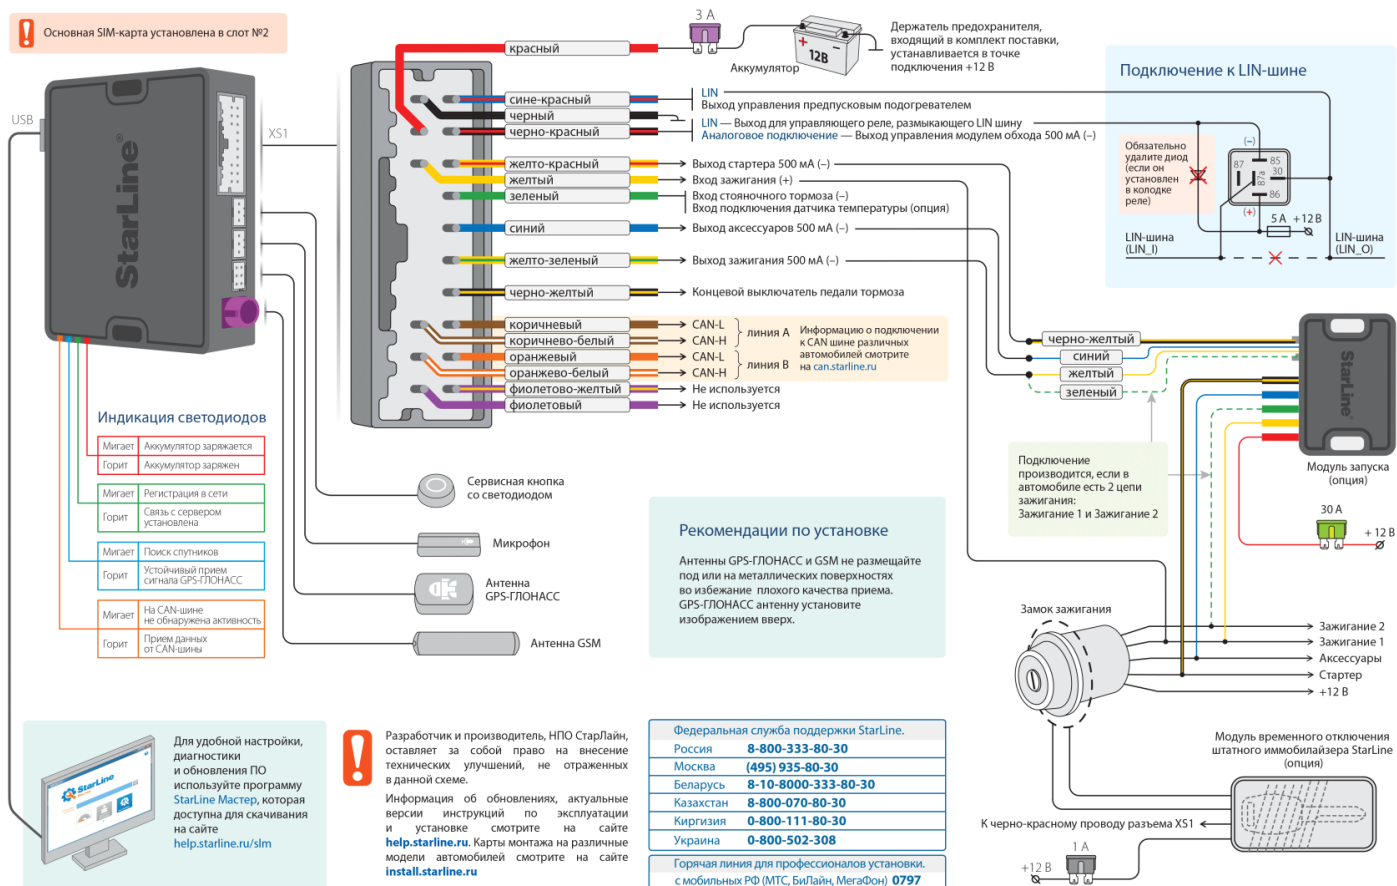 Основная SIM-карта установлена в слот №2
USB
StarLine®
XS1
3 А
Аккумулятор
12В
Держатель предохранителя,
входящий в комплект поставки,
устанавливается в точке
подключения +12 В
красный
сине-красный
черный
черно-красный
желто-красный
желтый
зеленый
синий
желто-зеленый
черно-желтый
коричневый
коричнево-белый
оранжевый
оранжево-белый
фиолетово-желтый
фиолетовый
LIN
Выход управления предпусковым подогревателем
LIN — Выход для управляющего реле, размыкающего LIN шину
Аналоговое подключение — Выход управления модулем обхода 500 мА (–)
Выход стартера 500 мА (–)
Вход зажигания (+)
Вход стояночного тормоза (–)
Вход подключения датчика температуры (опция)
Выход аксессуаров 500 мА (–)
Выход зажигания 500 мА (–)
Концевой выключатель педали тормоза
CAN-L
CAN-H
линия А
CAN-L
CAN-H
линия В
Информацию о подключении
к CAN шине различных
автомобилей смотрите
на can.starline.ru
Не используется
Не используется
Подключение к LIN-шине
Обязательно
удалите диод
(если он
установлен
в колодке
реле)
(–)
87
85
30
87a
86
(+)
5 А
+12 В
LIN-шина
(LIN_I)
LIN-шина
(LIN_O)
черно-желтый
синий
желтый
зеленый
StarLine®
Модуль запуска
(опция)
Подключение
производится, если в
автомобиле есть 2 цепи
зажигания:
Зажигание 1 и Зажигание 2
30 А
+ 12 В
Индикация светодиодов
Мигает Аккумулятор заряжается
Горит Аккумулятор заряжен
Мигает Регистрация в сети
Горит Связь с сервером
установлена
Мигает Поиск спутников
Горит Устойчивый прием
сигнала GPS-ГЛОНАСС
Мигает На CAN-шине
не обнаружена активность
Горит Прием данных
от CAN-шины
Сервисная кнопка
со светодиодом
Микрофон
Антенна
GPS-ГЛОНАСС
Антенна GSM
Рекомендации по установке
Антенны GPS-ГЛОНАСС и GSM не размещайте
под или на металлических поверхностях
во избежание плохого качества приема.
GPS-ГЛОНАСС антенну установите
изображением вверх.
Замок зажигания
Зажигание 2
Зажигание 1
Аксессуары
Стартер
+12 В
Модуль временного отключения
штатного иммобилайзера StarLine
(опция)
К черно-красному проводу разъема XS1
1 А
+12 В
StarLine
Для удобной настройки,
диагностики
и обновления ПО
используйте программу
StarLine Мастер, которая
доступна для скачивания
на сайте
help.starline.ru/slm
Разработчик и производитель, НПО СтарЛайн,
оставляет за собой право на внесение
технических улучшений, не отраженных
в данной схеме.
Информация об обновлениях, актуальные
версии инструкций по эксплуатации
и установке смотрите на сайте
help.starline.ru. Карты монтажа на различные
модели автомобилей смотрите на сайте
install.starline.ru
Федеральная служба поддержки StarLine.
Россия 8-800-333-80-30
Москва (495) 935-80-30
Беларусь 8-10-8000-333-80-30
Казахстан 8-800-070-80-30
Киргизия 0-800-111-80-30
Украина 0-800-502-308
Горячая линия для профессионалов установки.
с мобильных РФ (МТС, БиЛайн, МегаФон) 0797